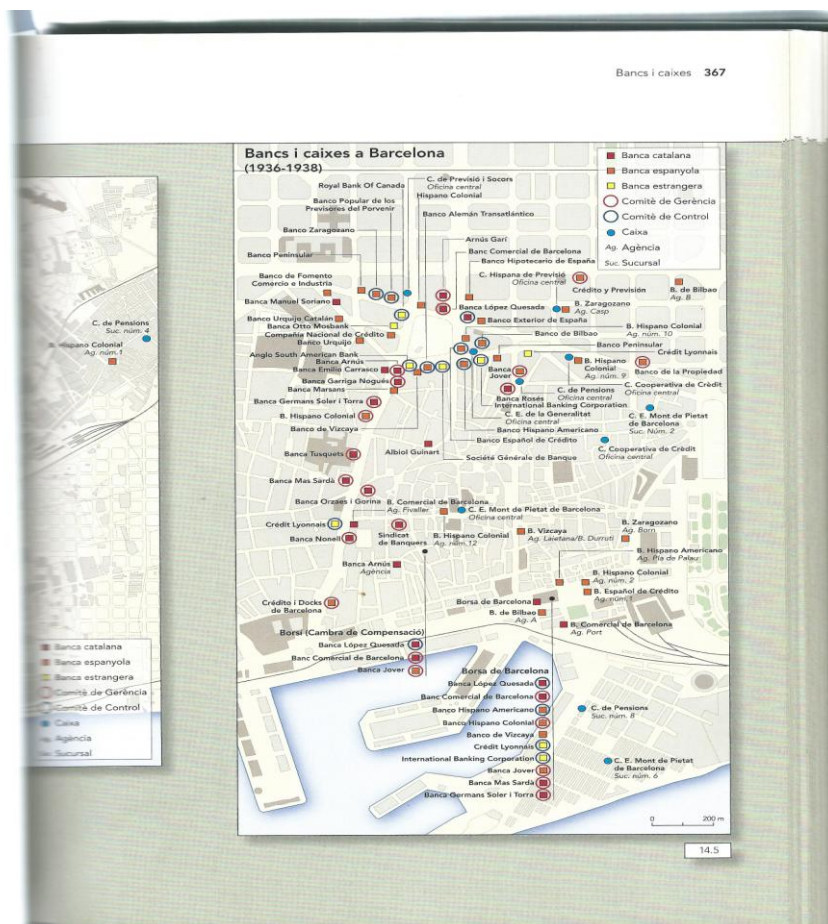 Bancs i caixes 367
Bancs i caixes a Barcelona
(1936-1938)
Banca catalana
Banca espanyola
Banca estrangera
Comitè de Gerència
Comitè de Control
Caixa
Ag. Agència
Suc. Sucursal
C. de Previsió i Socors
Oficina central
Royal Bank Of Canada
Hispano Colonial
Banco Popular de los
Previsores del Porvenir
Banco Alemán Transatlántico
Banco Zaragozano
Arnús Garí
Banc Comercial de Barcelona
Banco Peninsular
Banco Hipotecario de España
C. Hispana de Previsió
Oficina central
Banco de Fomento
Comercio e Industria
Crédito y Previsión
B. de Bilbao
Ag. B
Banca Manuel Soriano
Banca López Quesada
B. Zaragozano
Ag. Casp
Banco Urquijo Catalán
Banco Exterior de España
Banca Otto Mosbank
B. Hispano Colonial
Ag. núm. 10
Compañía Nacional de Crédito
Banco de Bilbao
Banco Urquijo
Banco Peninsular
Anglo South American Bank
Crédit Lyonnais
Banca Arnús
B. Hispano
Colonial
Ag. núm. 9
Banca Emilio Carrasco
Banca
Jover
Banco de la Propiedad
Banca Garriga Nogués
C. de Pensions
Oficina central
C. Cooperativa de Crèdit
Oficina central
Banca Marsans
Banca Rosés
Banca Germans Soler i Torra
International Banking Corporation
C. E. de la Generalitat
Oficina central
C. E. Mont de Pietat
de Barcelona
Suc. Núm. 2
B. Hispano Colonial
Banco Hispano Americano
Banco de Vizcaya
Banco Español de Crédito
C. Cooperativa de Crèdit
Oficina central
Banca Tusquets
Albiol Guinart
Société Générale de Banque
Banca Mas Sardà
Banca Orzaes i Gorina
B. Comercial de Barcelona
Ag. Fivaller
C. E. Mont de Pietat de Barcelona
Oficina central
Crédit Lyonnais
Sindicat
de Banquers
B. Hispano Colonial
Ag. núm.12
B. Vizcaya
Ag. Laietana/B. Durruti
B. Zaragozano
Ag. Born
Banca Nonell
B. Hispano Americano
Ag. Pla de Palau
Banca Arnús
Agència
B. Hispano Colonial
Ag. núm. 2
B. Español de Crédito
Ag. núm. 1
Crédito i Docks
de Barcelona
Borsa de Barcelona
B. de Bilbao
Ag. A
B. Comercial de Barcelona
Ag. Port
Borsí (Cambra de Compensació)
Banca López Quesada
Banc Comercial de Barcelona
Banca Jover
Borsa de Barcelona
Banca López Quesada
Banc Comercial de Barcelona
Banco Hispano Americano
Banco Hispano Colonial
Banco de Vizcaya
Crédit Lyonnais
International Banking Corporation
Banca Jover
Banca Mas Sardà
Banca Germans Soler i Torra
C. de Pensions
Suc. núm. 8
C. E. Mont de Pietat
de Barcelona
Suc. núm. 6
0 200 m
14.5
C. de Pensions
Suc. núm. 4
Hispano Colonial
Ag. núm.1
Banca catalana
Banca espanyola
Banca estrangera
Comitè de Gerència
Comitè de Control
Caixa
Agència
Sucursal